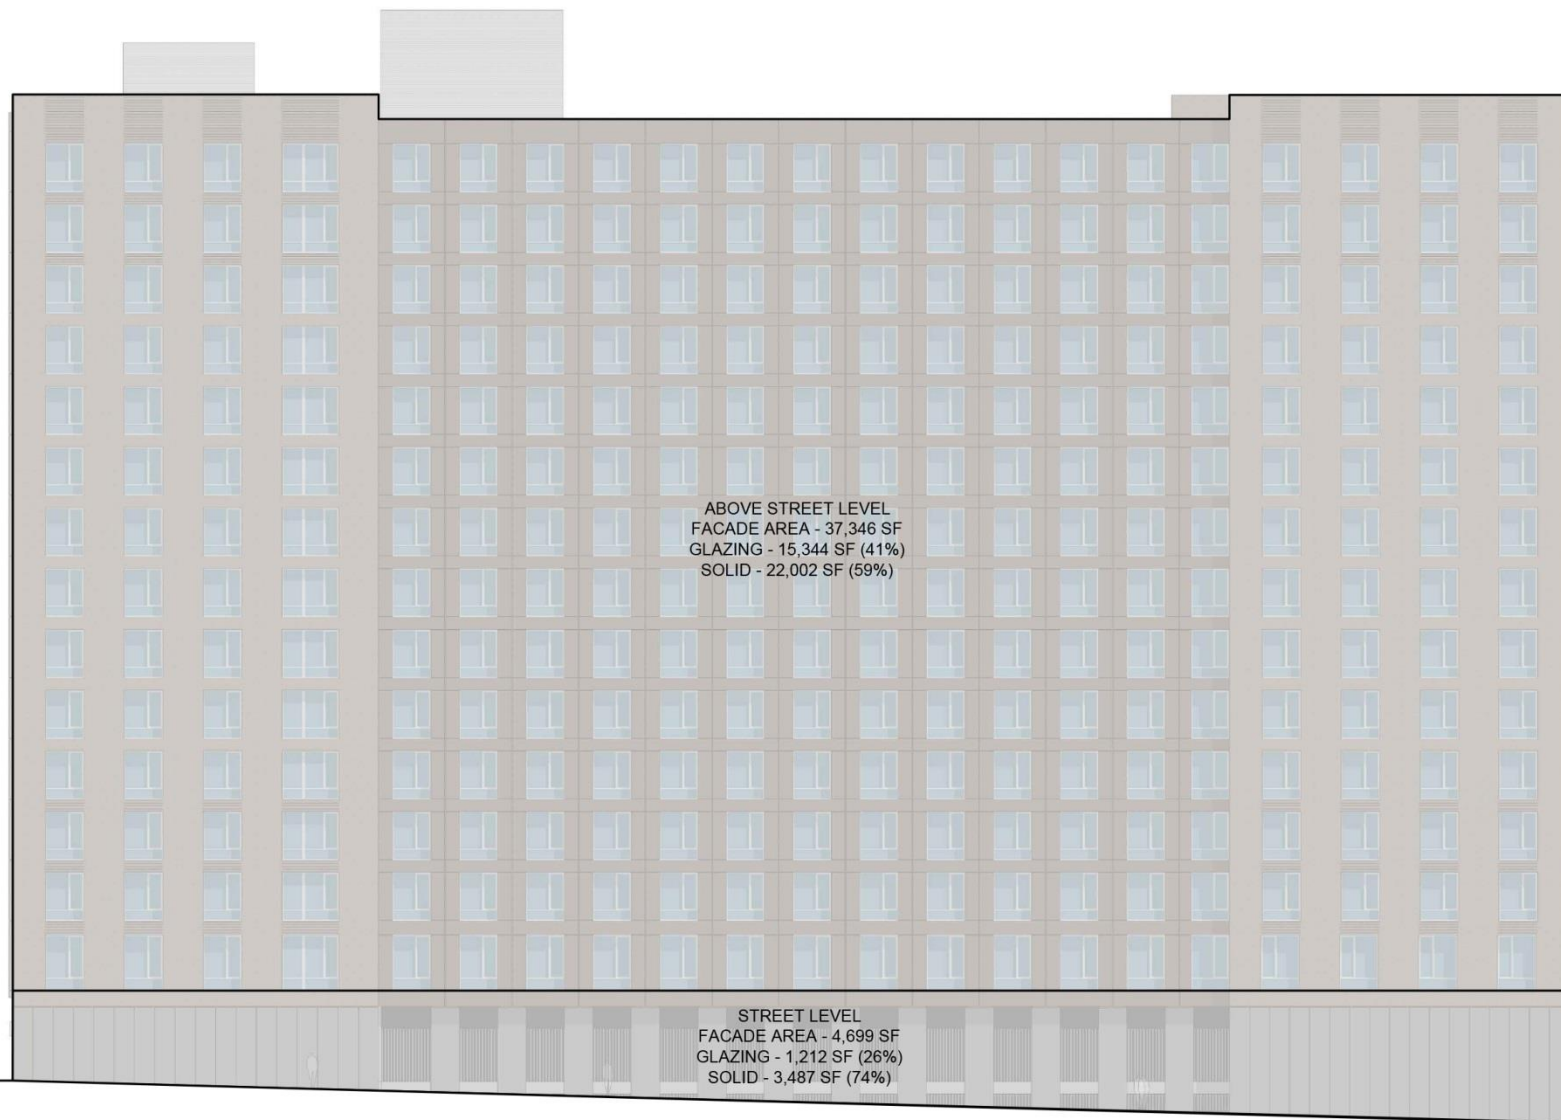 ABOVE STREET LEVEL
FACADE AREA - 37,346 SF
GLAZING - 15,344 SF (41%)
SOLID - 22,002 SF (59%)
STREET LEVEL
FACADE AREA - 4,699 SF
GLAZING - 1,212 SF (26%)
SOLID - 3,487 SF (74%)